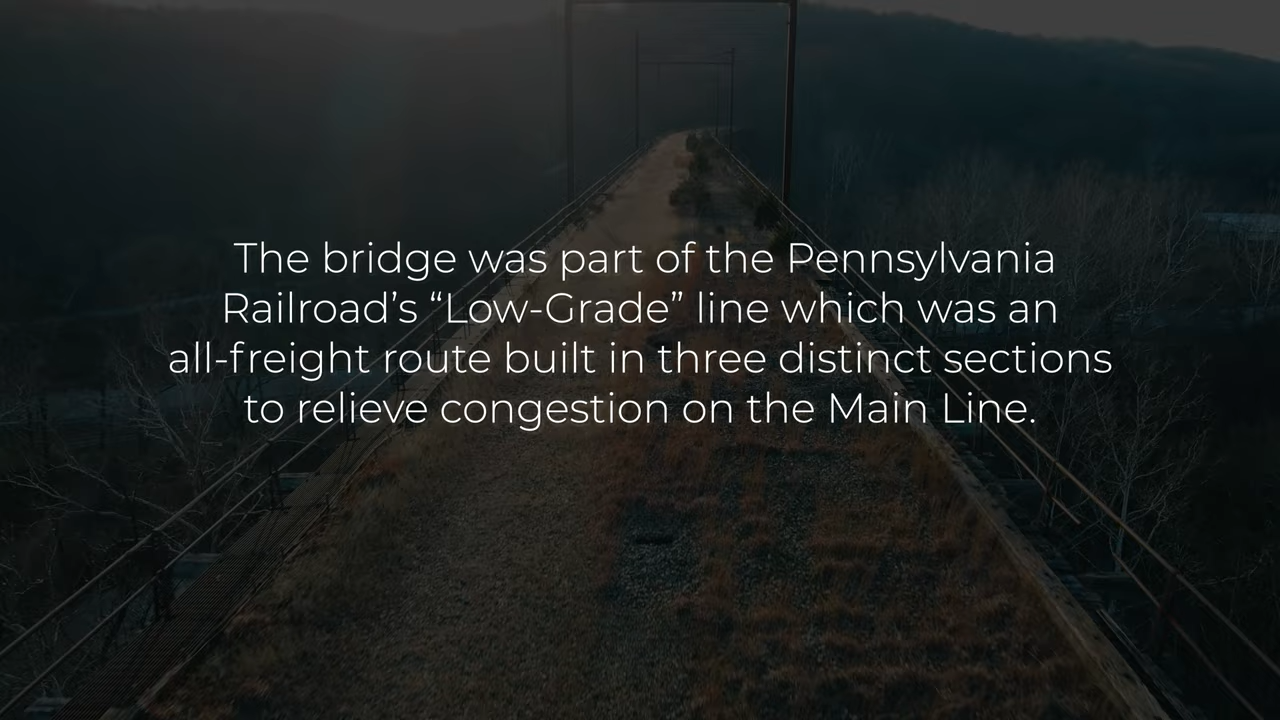 The bridge was part of the Pennsylvania
Railroad’s “Low-Grade” line which was an
all-freight route built in three distinct sections
to relieve congestion on the Main Line.